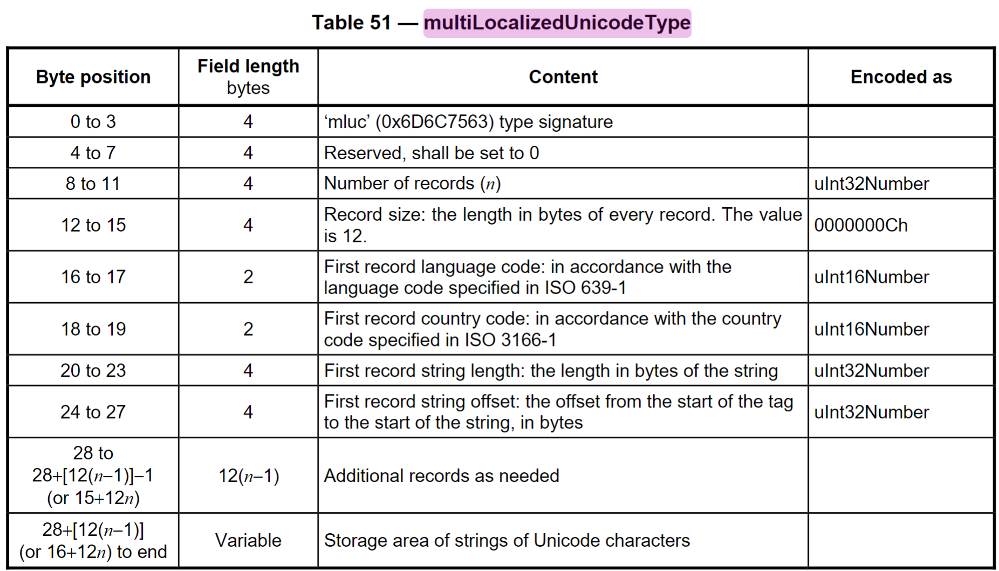 Table 51 — multiLocalizedUnicodeType
Byte position
Field length
bytes
Content
Encoded as
0 to 3
4
‘mluc’ (0x6D6C7563) type signature
4 to 7
4
Reserved, shall be set to 0
8 to 11
4
Number of records (n)
uInt32Number
12 to 15
4
Record size: the length in bytes of every record. The value
is 12.
0000000Ch
16 to 17
2
First record language code: in accordance with the
language code specified in ISO 639-1
uInt16Number
18 to 19
2
First record country code: in accordance with the country
code specified in ISO 3166-1
uInt16Number
20 to 23
4
First record string length: the length in bytes of the string
uInt32Number
24 to 27
4
First record string offset: the offset from the start of the tag
to the start of the string, in bytes
uInt32Number
28 to
28+[12(n–1)]–1
(or 15+12n)
12(n–1)
Additional records as needed
28+[12(n–1)]
(or 16+12n) to end
Variable
Storage area of strings of Unicode characters